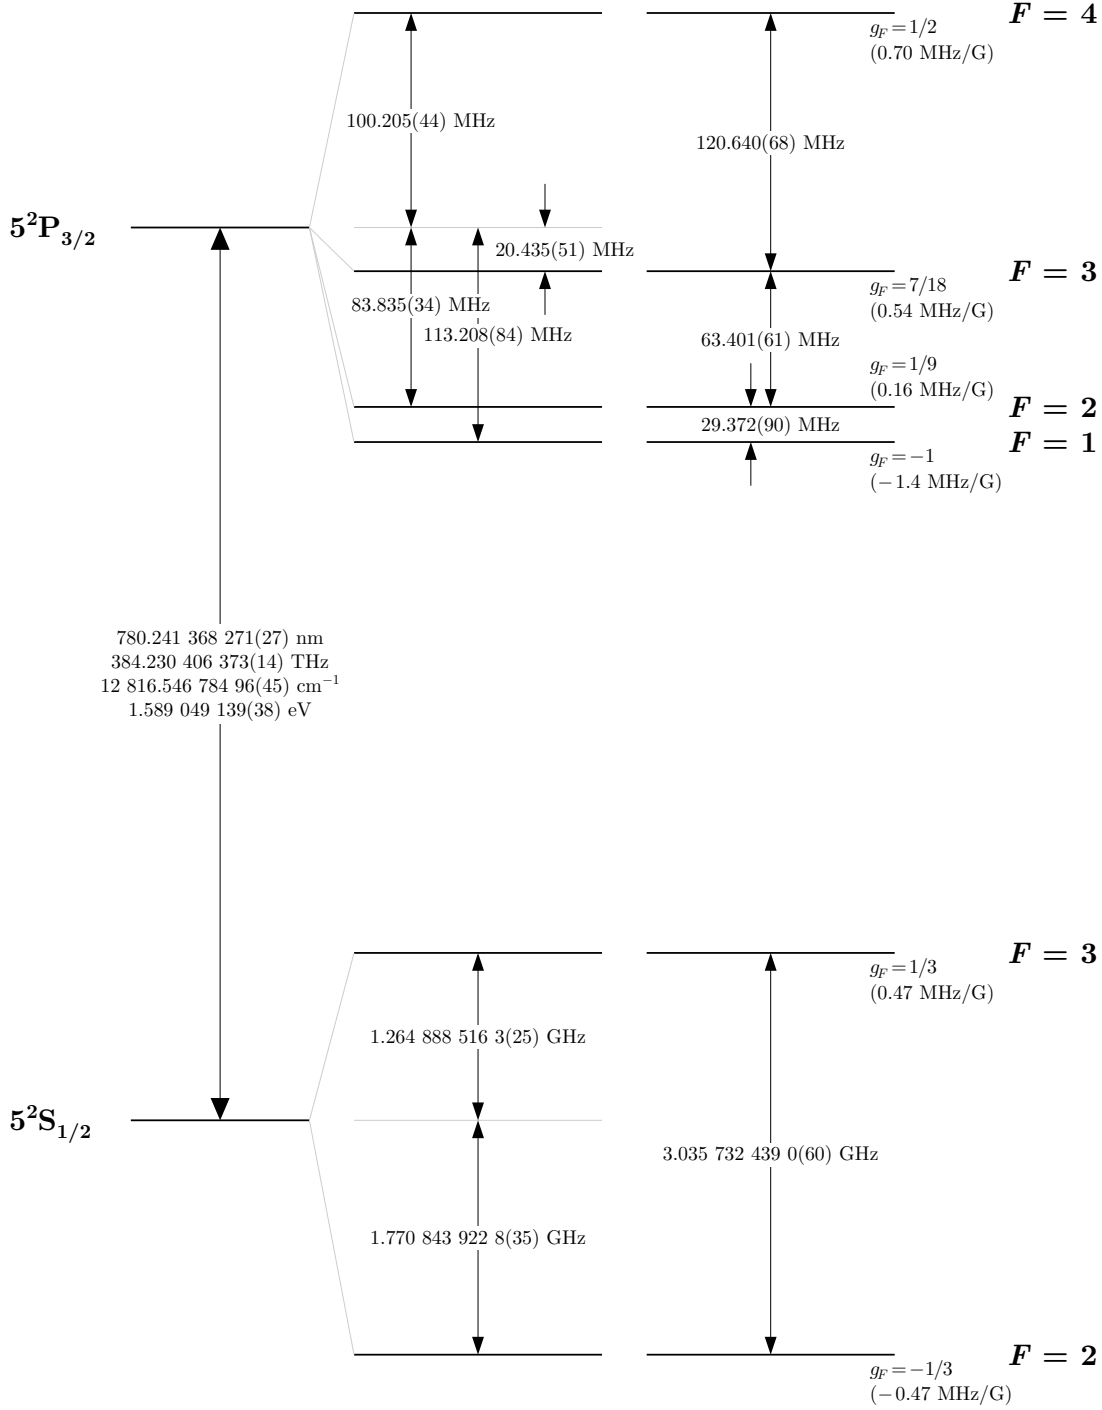 F = 4
g_F = 1/2
(0.70 MHz/G)
100.205(44) MHz
120.640(68) MHz
5²P₃/₂
20.435(51) MHz
F = 3
g_F = 7/18
(0.54 MHz/G)
83.835(34) MHz
113.208(84) MHz
63.401(61) MHz
g_F = 1/9
(0.16 MHz/G)
F = 2
29.372(90) MHz
F = 1
g_F = −1
(−1.4 MHz/G)
780.241 368 271(27) nm
384.230 406 373(14) THz
12 816.546 784 96(45) cm⁻¹
1.589 049 139(38) eV
F = 3
g_F = 1/3
(0.47 MHz/G)
1.264 888 516 3(25) GHz
5²S₁/₂
3.035 732 439 0(60) GHz
1.770 843 922 8(35) GHz
F = 2
g_F = −1/3
(−0.47 MHz/G)